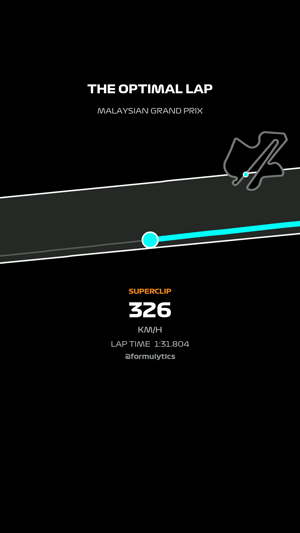 THE OPTIMAL LAP
MALAYSIAN GRAND PRIX
SUPERCLIP
326
KM/H
LAP TIME 1:31.804
@formulytics